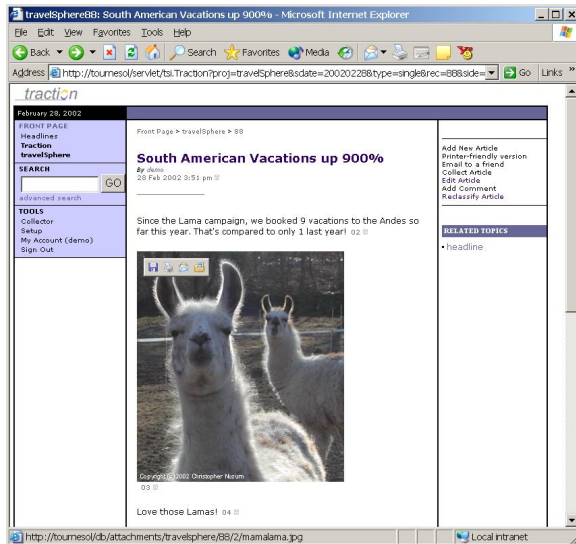 travelSphere88: South American Vacations up 900% - Microsoft Internet Explorer
File Edit View Favorites Tools Help
Back Search Favorites Media
Address http://tournesol/servlet/tsi.Traction?proj=travelSphere&sdate=20020228&type=single&rec=88&side= Go Links »
traction
February 28, 2002
FRONT PAGE
Headlines
Traction
travelSphere
SEARCH
GO
advanced search
TOOLS
Collector
Setup
My Account (demo)
Sign Out
Front Page > travelSphere > 88
South American Vacations up 900%
By demo
28 Feb 2002 3:51 pm
Since the Lama campaign, we booked 9 vacations to the Andes so
far this year. That's compared to only 1 last year! 02
Copyright (c) 2002 Christopher Nuzum
03
Love those Lamas! 04
Add New Article
Printer-friendly version
Email to a friend
Collect Article
Edit Article
Add Comment
Reclassify Article
RELATED TOPICS
• headline
http://tournesol/db/attachments/travelsphere/88/2/mamalama.jpg
Local intranet